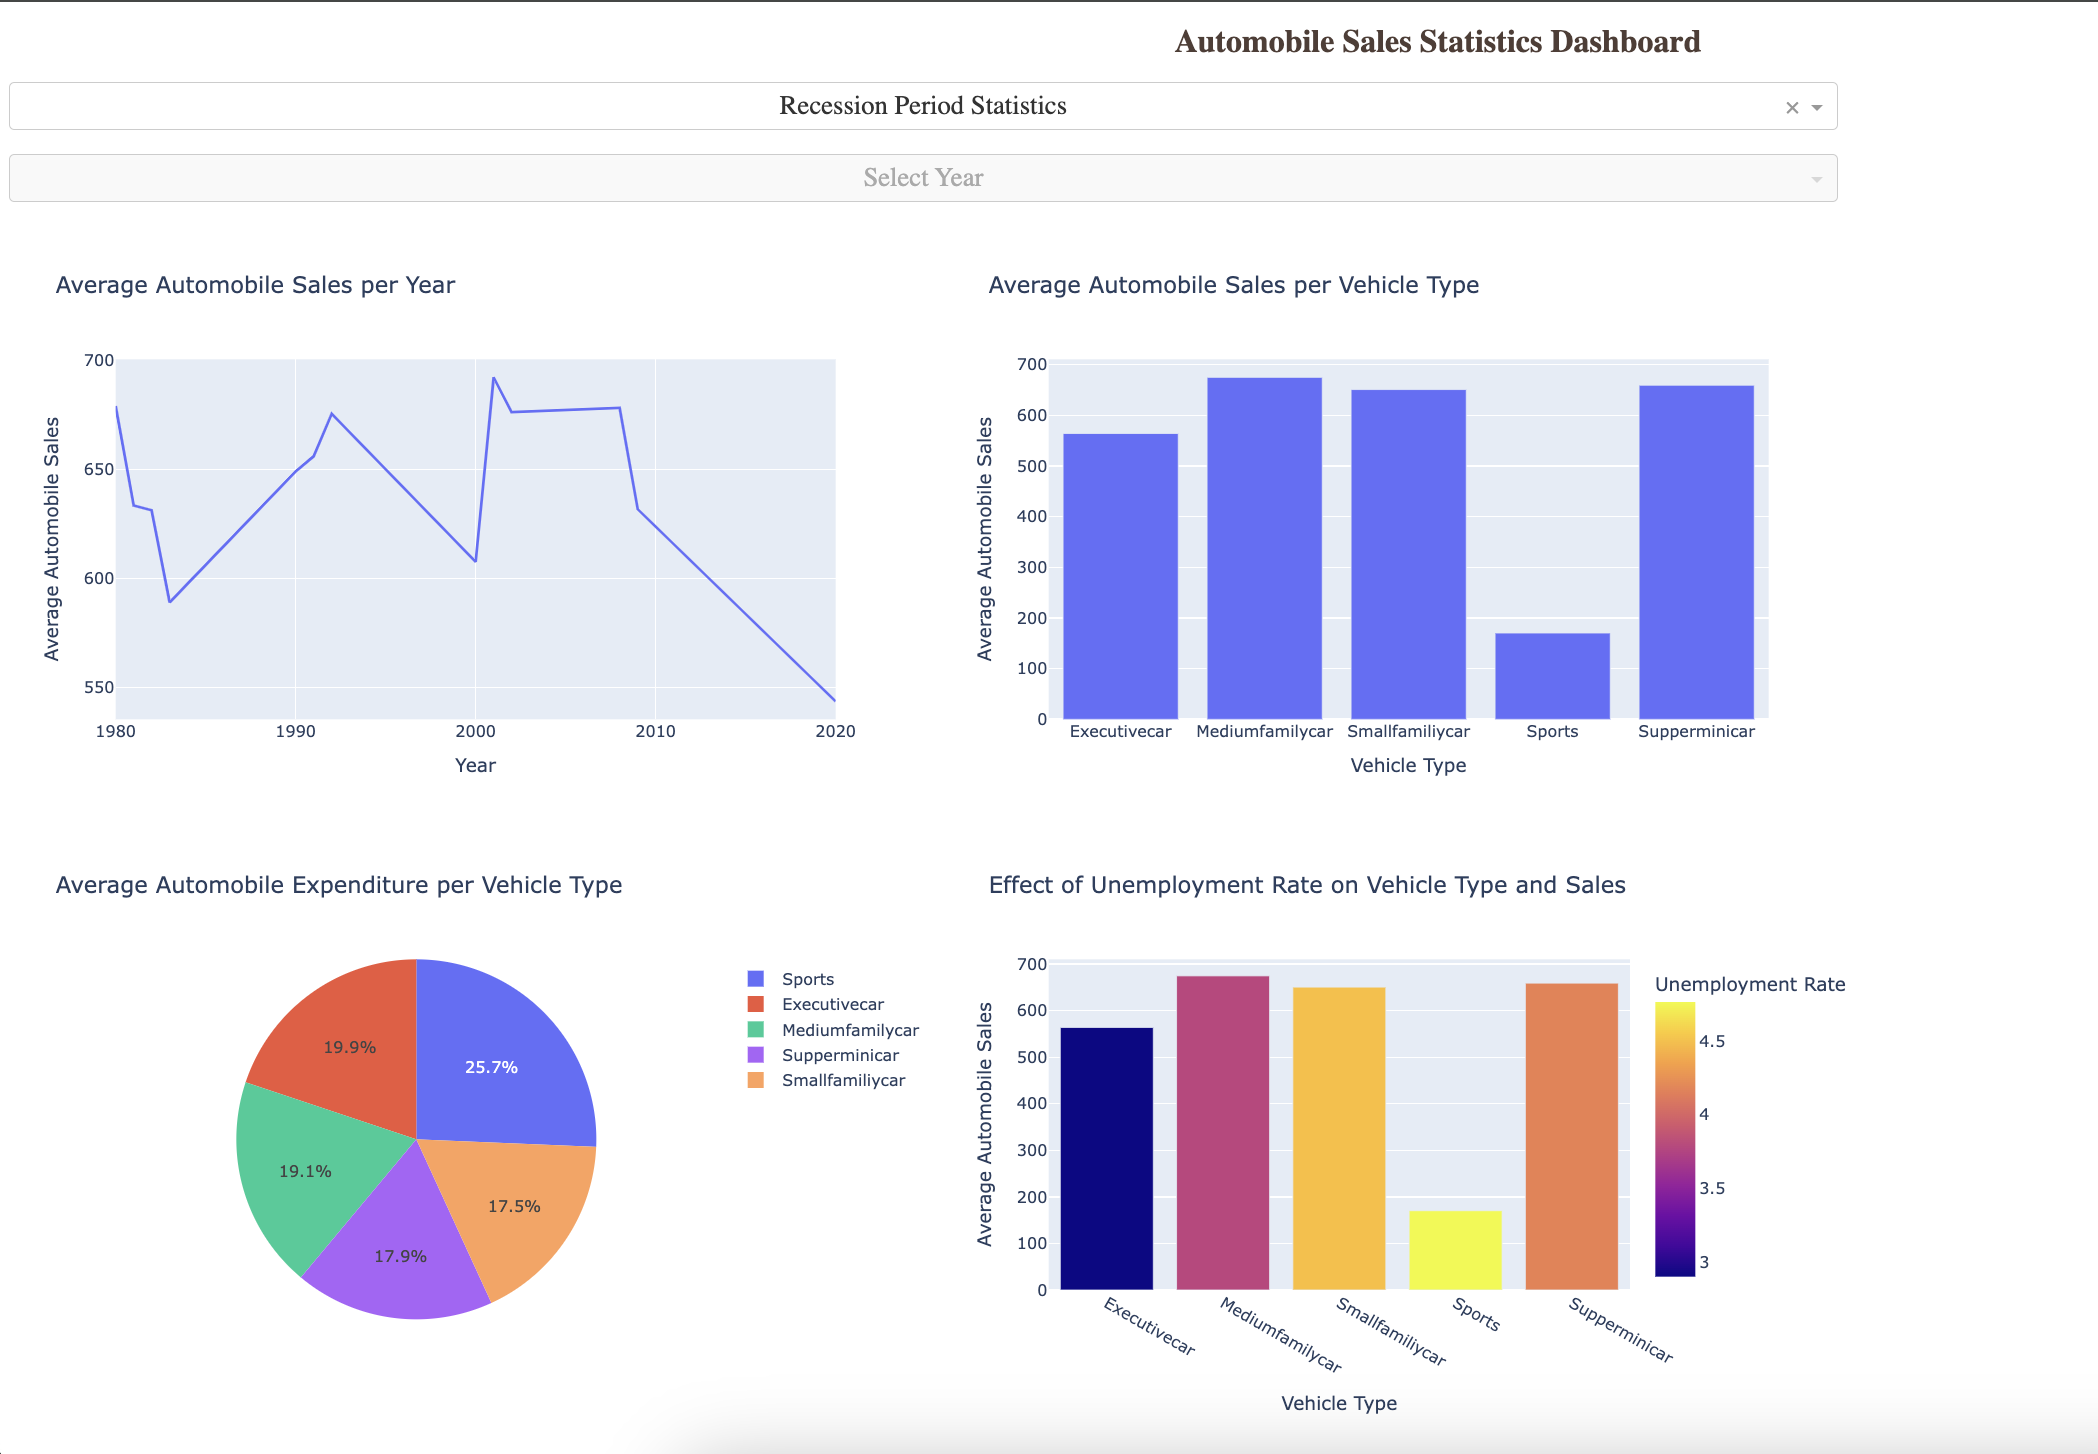 Automobile Sales Statistics Dashboard
Recession Period Statistics
×
Select Year
Average Automobile Sales per Year
Average Automobile Sales
700
650
600
550
1980 1990 2000 2010 2020
Year
Average Automobile Sales per Vehicle Type
Average Automobile Sales
700
600
500
400
300
200
100
0
Executivecar Mediumfamilycar Smallfamiliycar Sports Supperminicar
Vehicle Type
Average Automobile Expenditure per Vehicle Type
19.9%
25.7%
19.1%
17.5%
17.9%
Sports
Executivecar
Mediumfamilycar
Supperminicar
Smallfamiliycar
Effect of Unemployment Rate on Vehicle Type and Sales
Average Automobile Sales
700
600
500
400
300
200
100
0
Executivecar Mediumfamilycar Smallfamiliycar Sports Supperminicar
Vehicle Type
Unemployment Rate
4.5
4
3.5
3